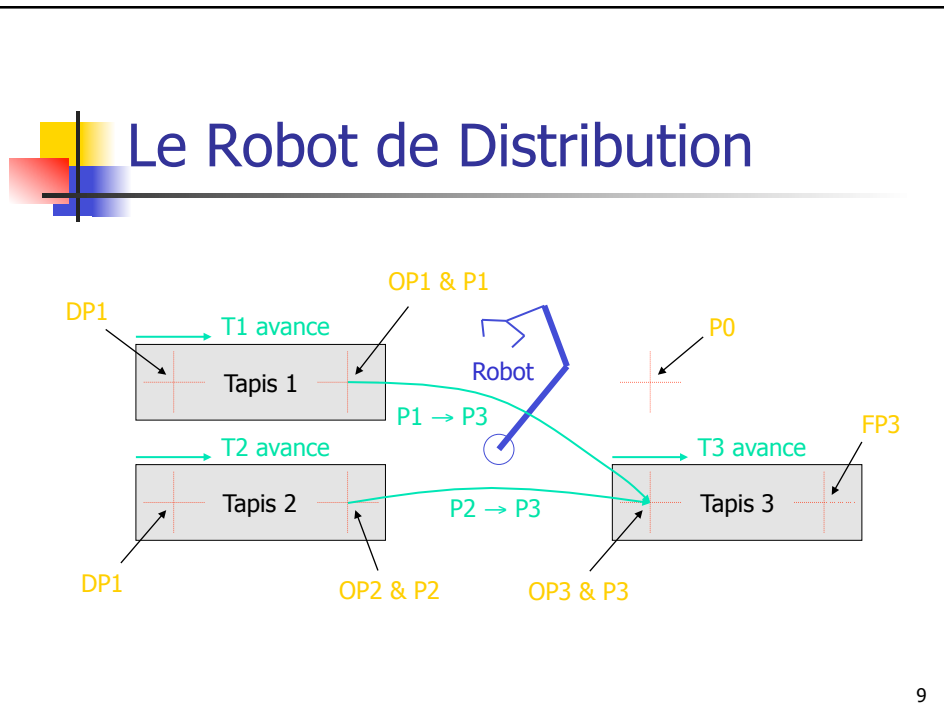 Le Robot de Distribution
OP1 & P1
DP1
T1 avance
P0
Tapis 1
Robot
P1 → P3
FP3
T2 avance
T3 avance
Tapis 2
P2 → P3
Tapis 3
DP1
OP2 & P2
OP3 & P3
9